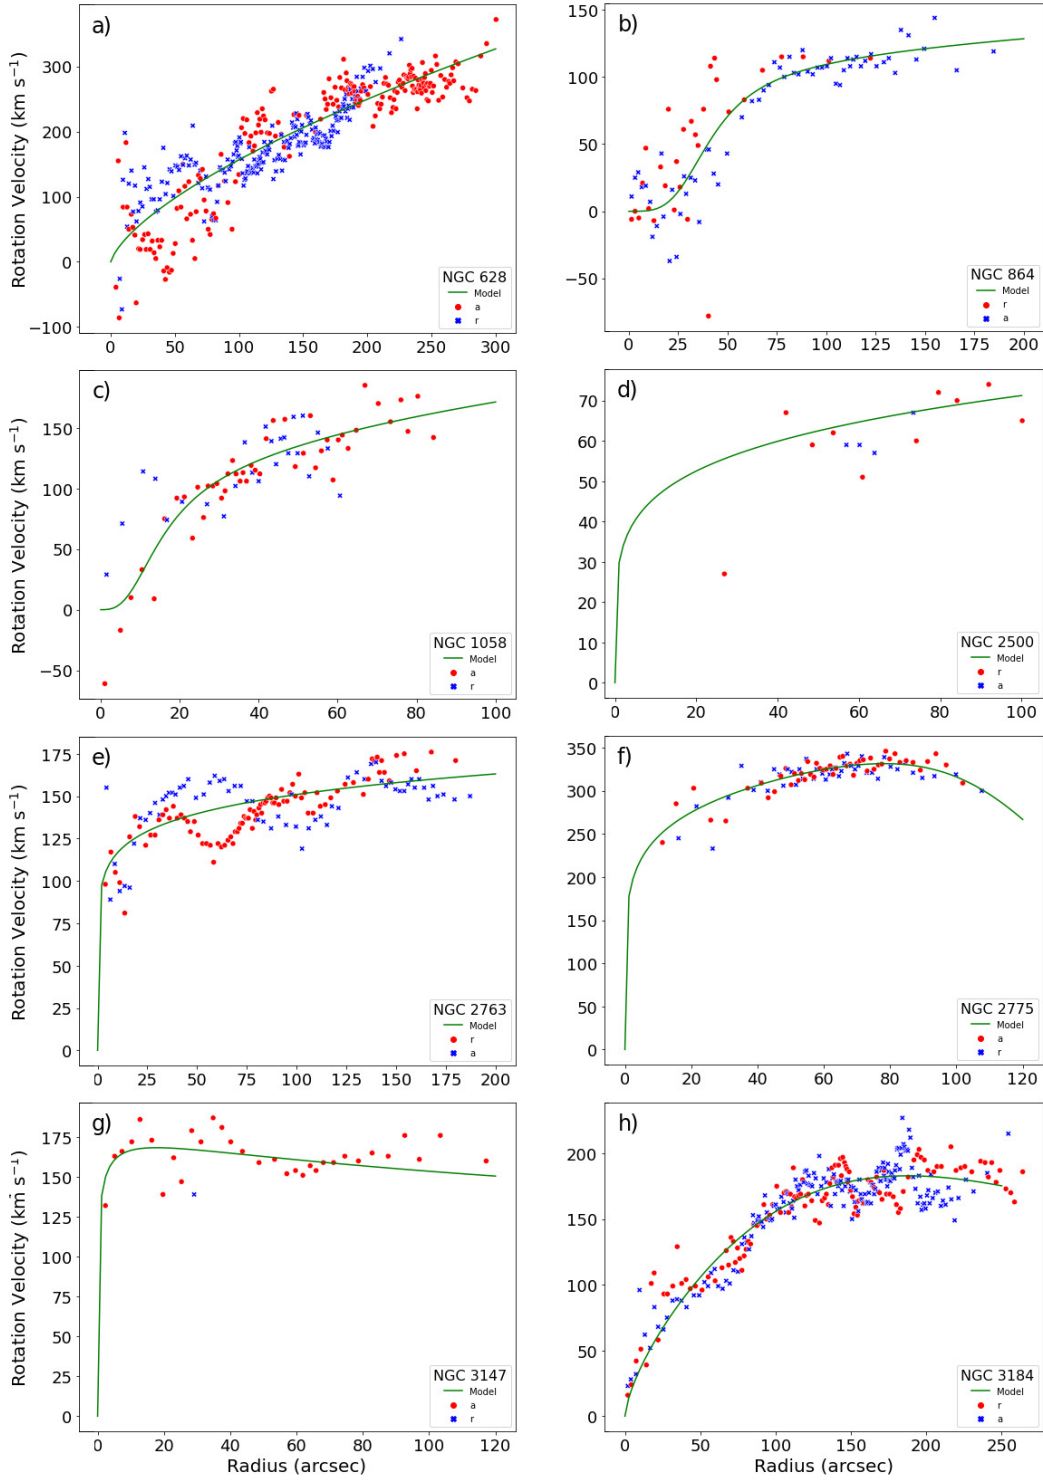 a)
NGC 628
Model
a
r
300
200
100
0
−100
0 50 100 150 200 250 300
Rotation Velocity (km s⁻¹)
b)
NGC 864
Model
r
a
150
100
50
0
−50
0 25 50 75 100 125 150 175 200
c)
NGC 1058
Model
a
r
150
100
50
0
−50
0 20 40 60 80 100
Rotation Velocity (km s⁻¹)
d)
NGC 2500
Model
r
a
70
60
50
40
30
20
10
0
0 20 40 60 80 100
e)
NGC 2763
Model
r
a
175
150
125
100
75
50
25
0
0 25 50 75 100 125 150 175 200
Rotation Velocity (km s⁻¹)
f)
NGC 2775
Model
a
r
350
300
250
200
150
100
50
0
0 20 40 60 80 100 120
g)
NGC 3147
Model
a
r
175
150
125
100
75
50
25
0
0 20 40 60 80 100 120
Rotation Velocity (km s⁻¹)
Radius (arcsec)
h)
NGC 3184
Model
r
a
200
150
100
50
0
0 50 100 150 200 250
Radius (arcsec)